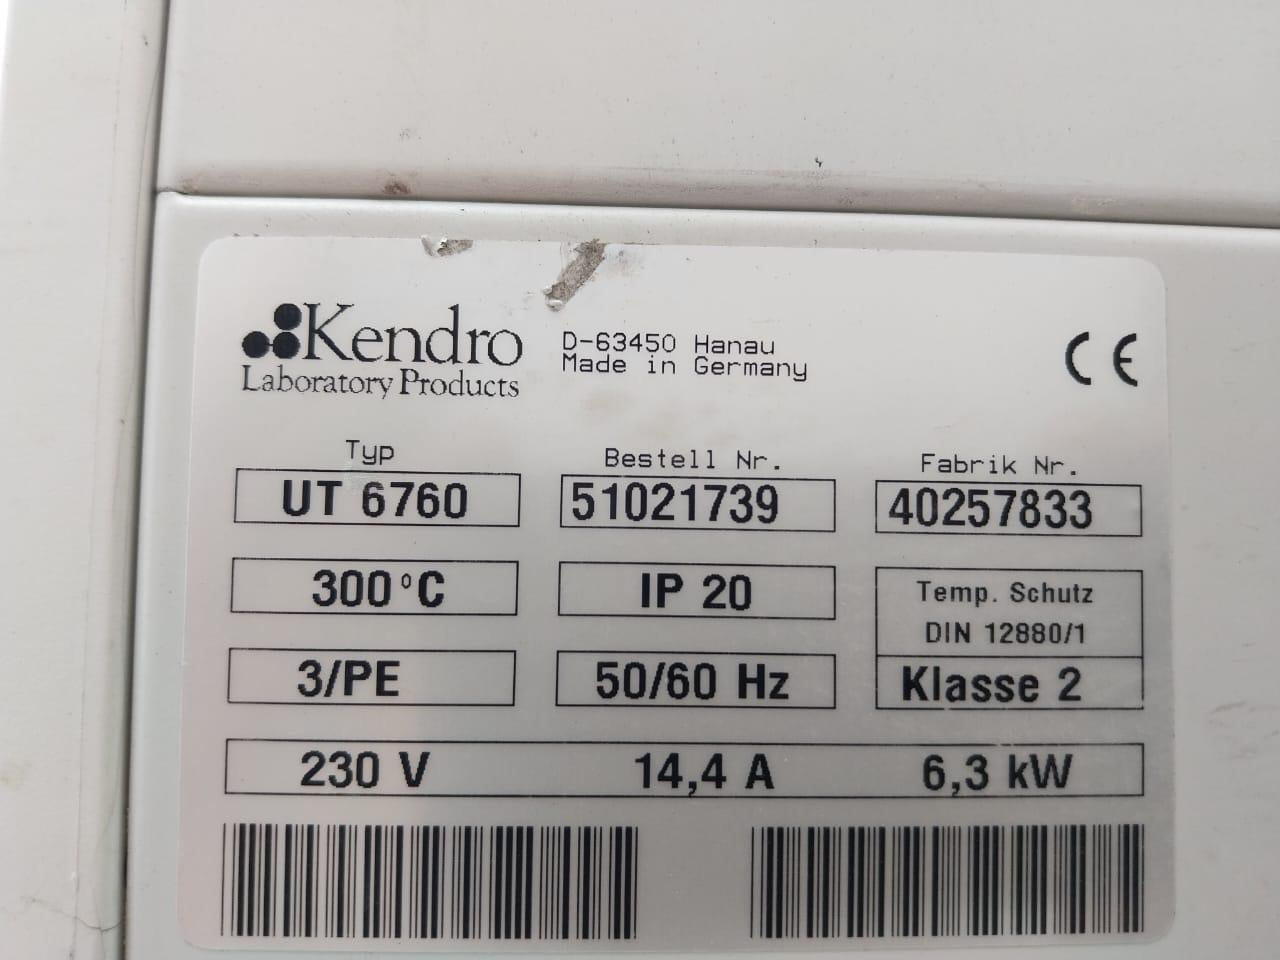 Kendro
Laboratory Products
D-63450 Hanau
Made in Germany
CE
Typ
Bestell Nr.
Fabrik Nr.
UT 6760
51021739
40257833
300°C
IP 20
Temp. Schutz
DIN 12880/1
3/PE
50/60 Hz
Klasse 2
230 V 14,4 A 6,3 kW